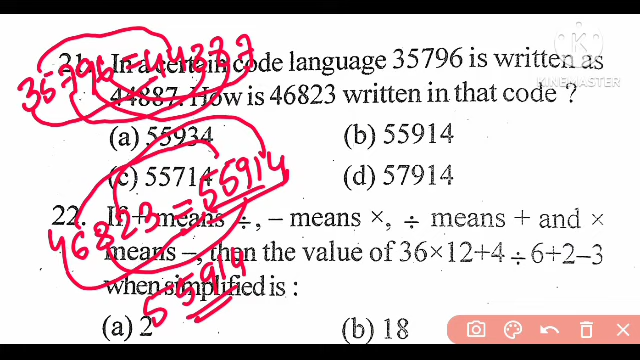 21. In a certain code language 35796 is written as
44887. How is 46823 written in that code ?
35796 = 44887
(a) 55934 (b) 55914
(c) 55714 (d) 57914
46823 = 55914
22. If + means ÷, – means ×, ÷ means + and ×
means –, then the value of 36×12+4÷6+2–3
when simplified is :
55914
(a) 2 (b) 18
KINEMASTER